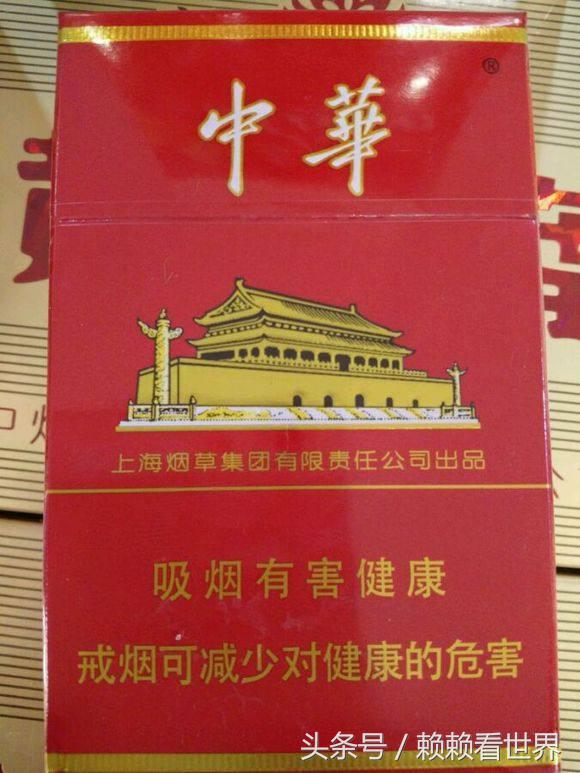 中華
®
上海烟草集团有限责任公司出品
吸烟有害健康
戒烟可减少对健康的危害
头条号／赖赖看世界